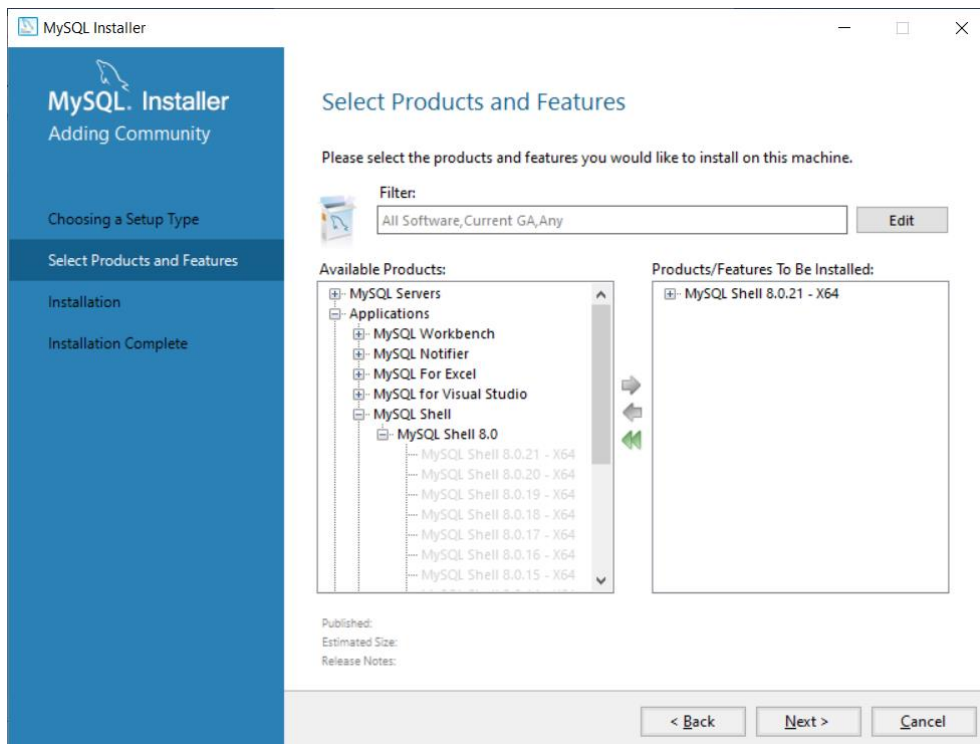 MySQL Installer
MySQL. Installer
Adding Community
Choosing a Setup Type
Select Products and Features
Installation
Installation Complete
Select Products and Features
Please select the products and features you would like to install on this machine.
Filter:
All Software,Current GA,Any
Edit
Available Products:
MySQL Servers
Applications
MySQL Workbench
MySQL Notifier
MySQL For Excel
MySQL for Visual Studio
MySQL Shell
MySQL Shell 8.0
MySQL Shell 8.0.21 - X64
MySQL Shell 8.0.20 - X64
MySQL Shell 8.0.19 - X64
MySQL Shell 8.0.18 - X64
MySQL Shell 8.0.17 - X64
MySQL Shell 8.0.16 - X64
MySQL Shell 8.0.15 - X64
Products/Features To Be Installed:
MySQL Shell 8.0.21 - X64
Published:
Estimated Size:
Release Notes:
< Back
Next >
Cancel